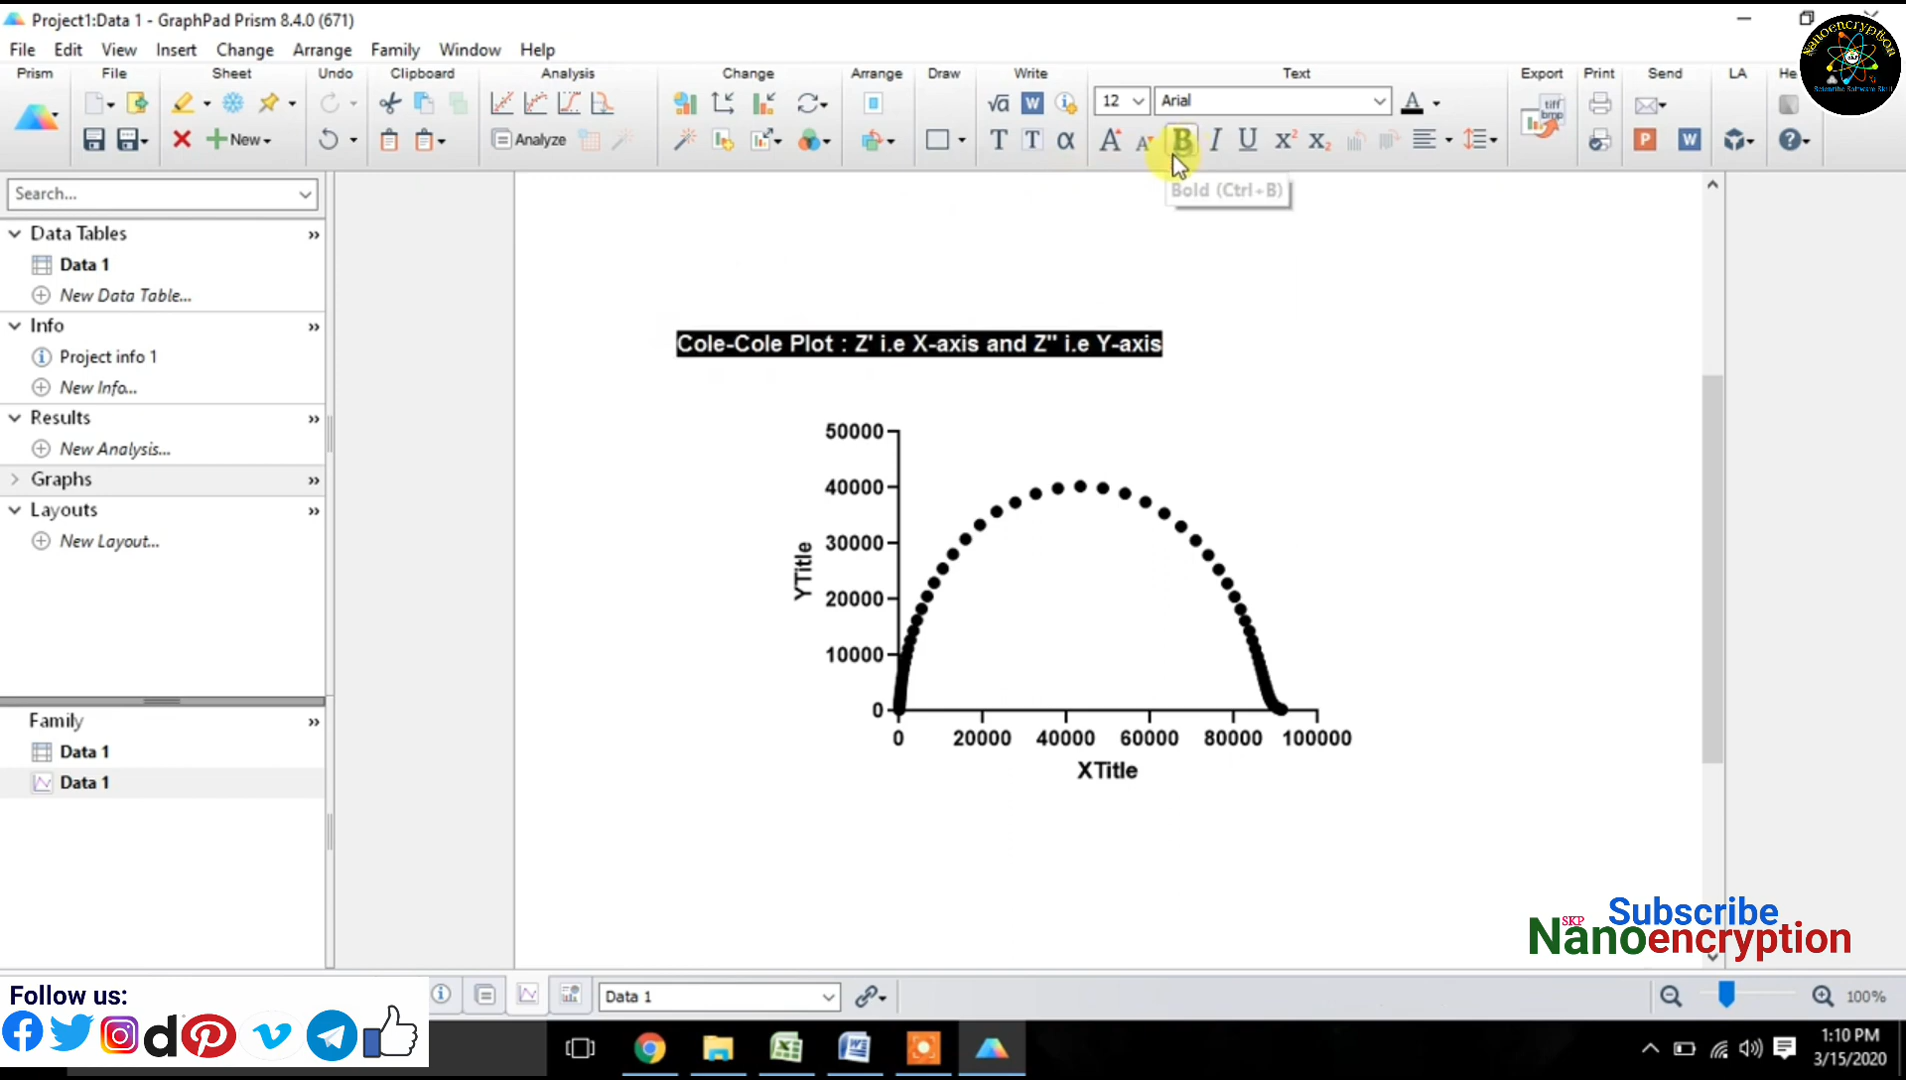 Project1:Data 1 - GraphPad Prism 8.4.0 (671)
File Edit View Insert Change Arrange Family Window Help
Prism File Sheet Undo Clipboard Analysis Change Arrange Draw Write Text Export Print Send LA He
Nanoencryption
12 Arial
tiff
bmp
New
Analyze
Bold (Ctrl+B)
Search...
Data Tables
Data 1
New Data Table...
Info
Project info 1
New Info...
Results
New Analysis...
Graphs
Layouts
New Layout...
Family
Data 1
Data 1
Cole-Cole Plot : Z' i.e X-axis and Z'' i.e Y-axis
50000
40000
30000
20000
10000
0
YTitle
0 20000 40000 60000 80000 100000
XTitle
Subscribe
SKP
Nanoencryption
Follow us:
Data 1
100%
1:10 PM
3/15/2020